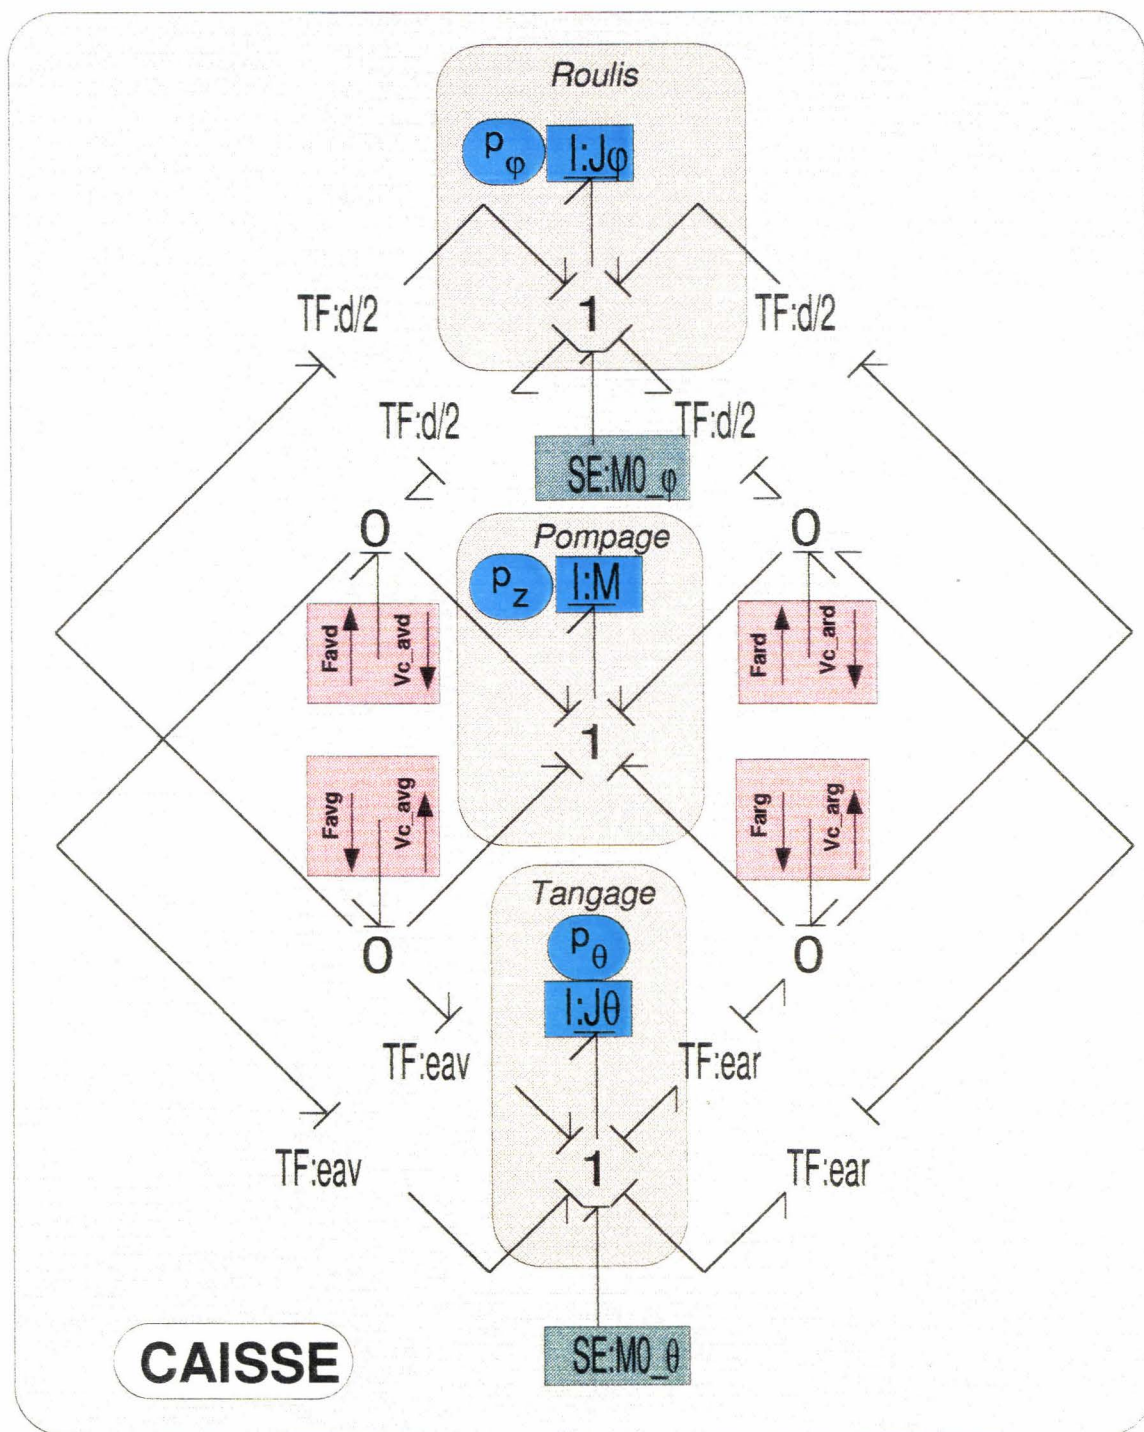 Roulis
pφ I:Jφ
TF:d/2 1 TF:d/2
TF:d/2 TF:d/2
SE:M0_φ
0 0
Pompage
pz I:M
Favd Vc_avd Fard Vc_ard
1
Favg Vc_avg Farg Vc_arg
Tangage
0 0
pθ
I:Jθ
TF:eav TF:ear
TF:eav 1 TF:ear
CAISSE SE:M0_θ